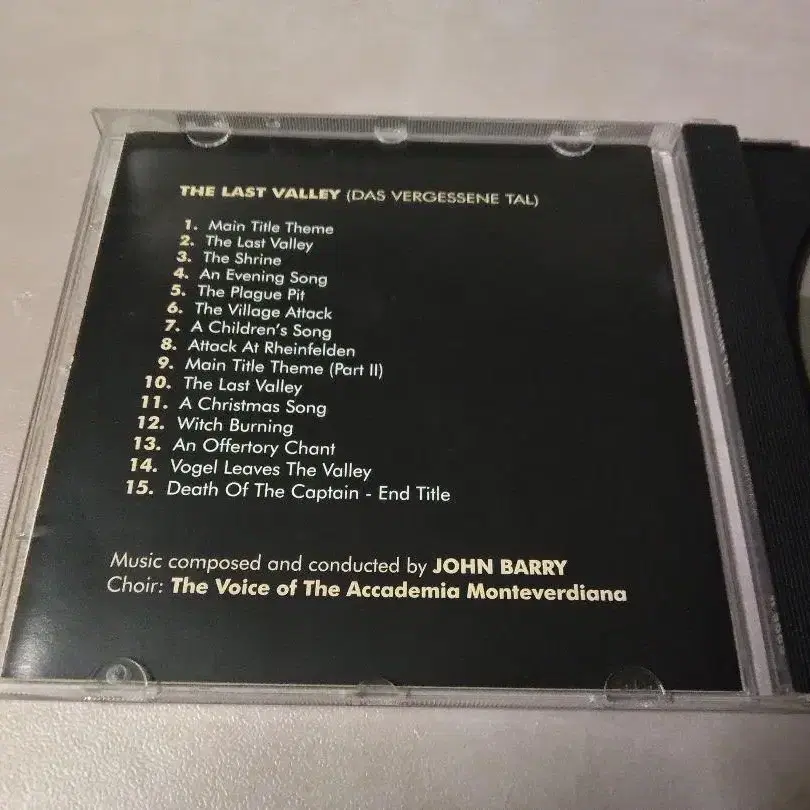 THE LAST VALLEY (DAS VERGESSENE TAL)
1. Main Title Theme
2. The Last Valley
3. The Shrine
4. An Evening Song
5. The Plague Pit
6. The Village Attack
7. A Children's Song
8. Attack At Rheinfelden
9. Main Title Theme (Part II)
10. The Last Valley
11. A Christmas Song
12. Witch Burning
13. An Offertory Chant
14. Vogel Leaves The Valley
15. Death Of The Captain - End Title
Music composed and conducted by JOHN BARRY
Choir: The Voice of The Accademia Monteverdiana